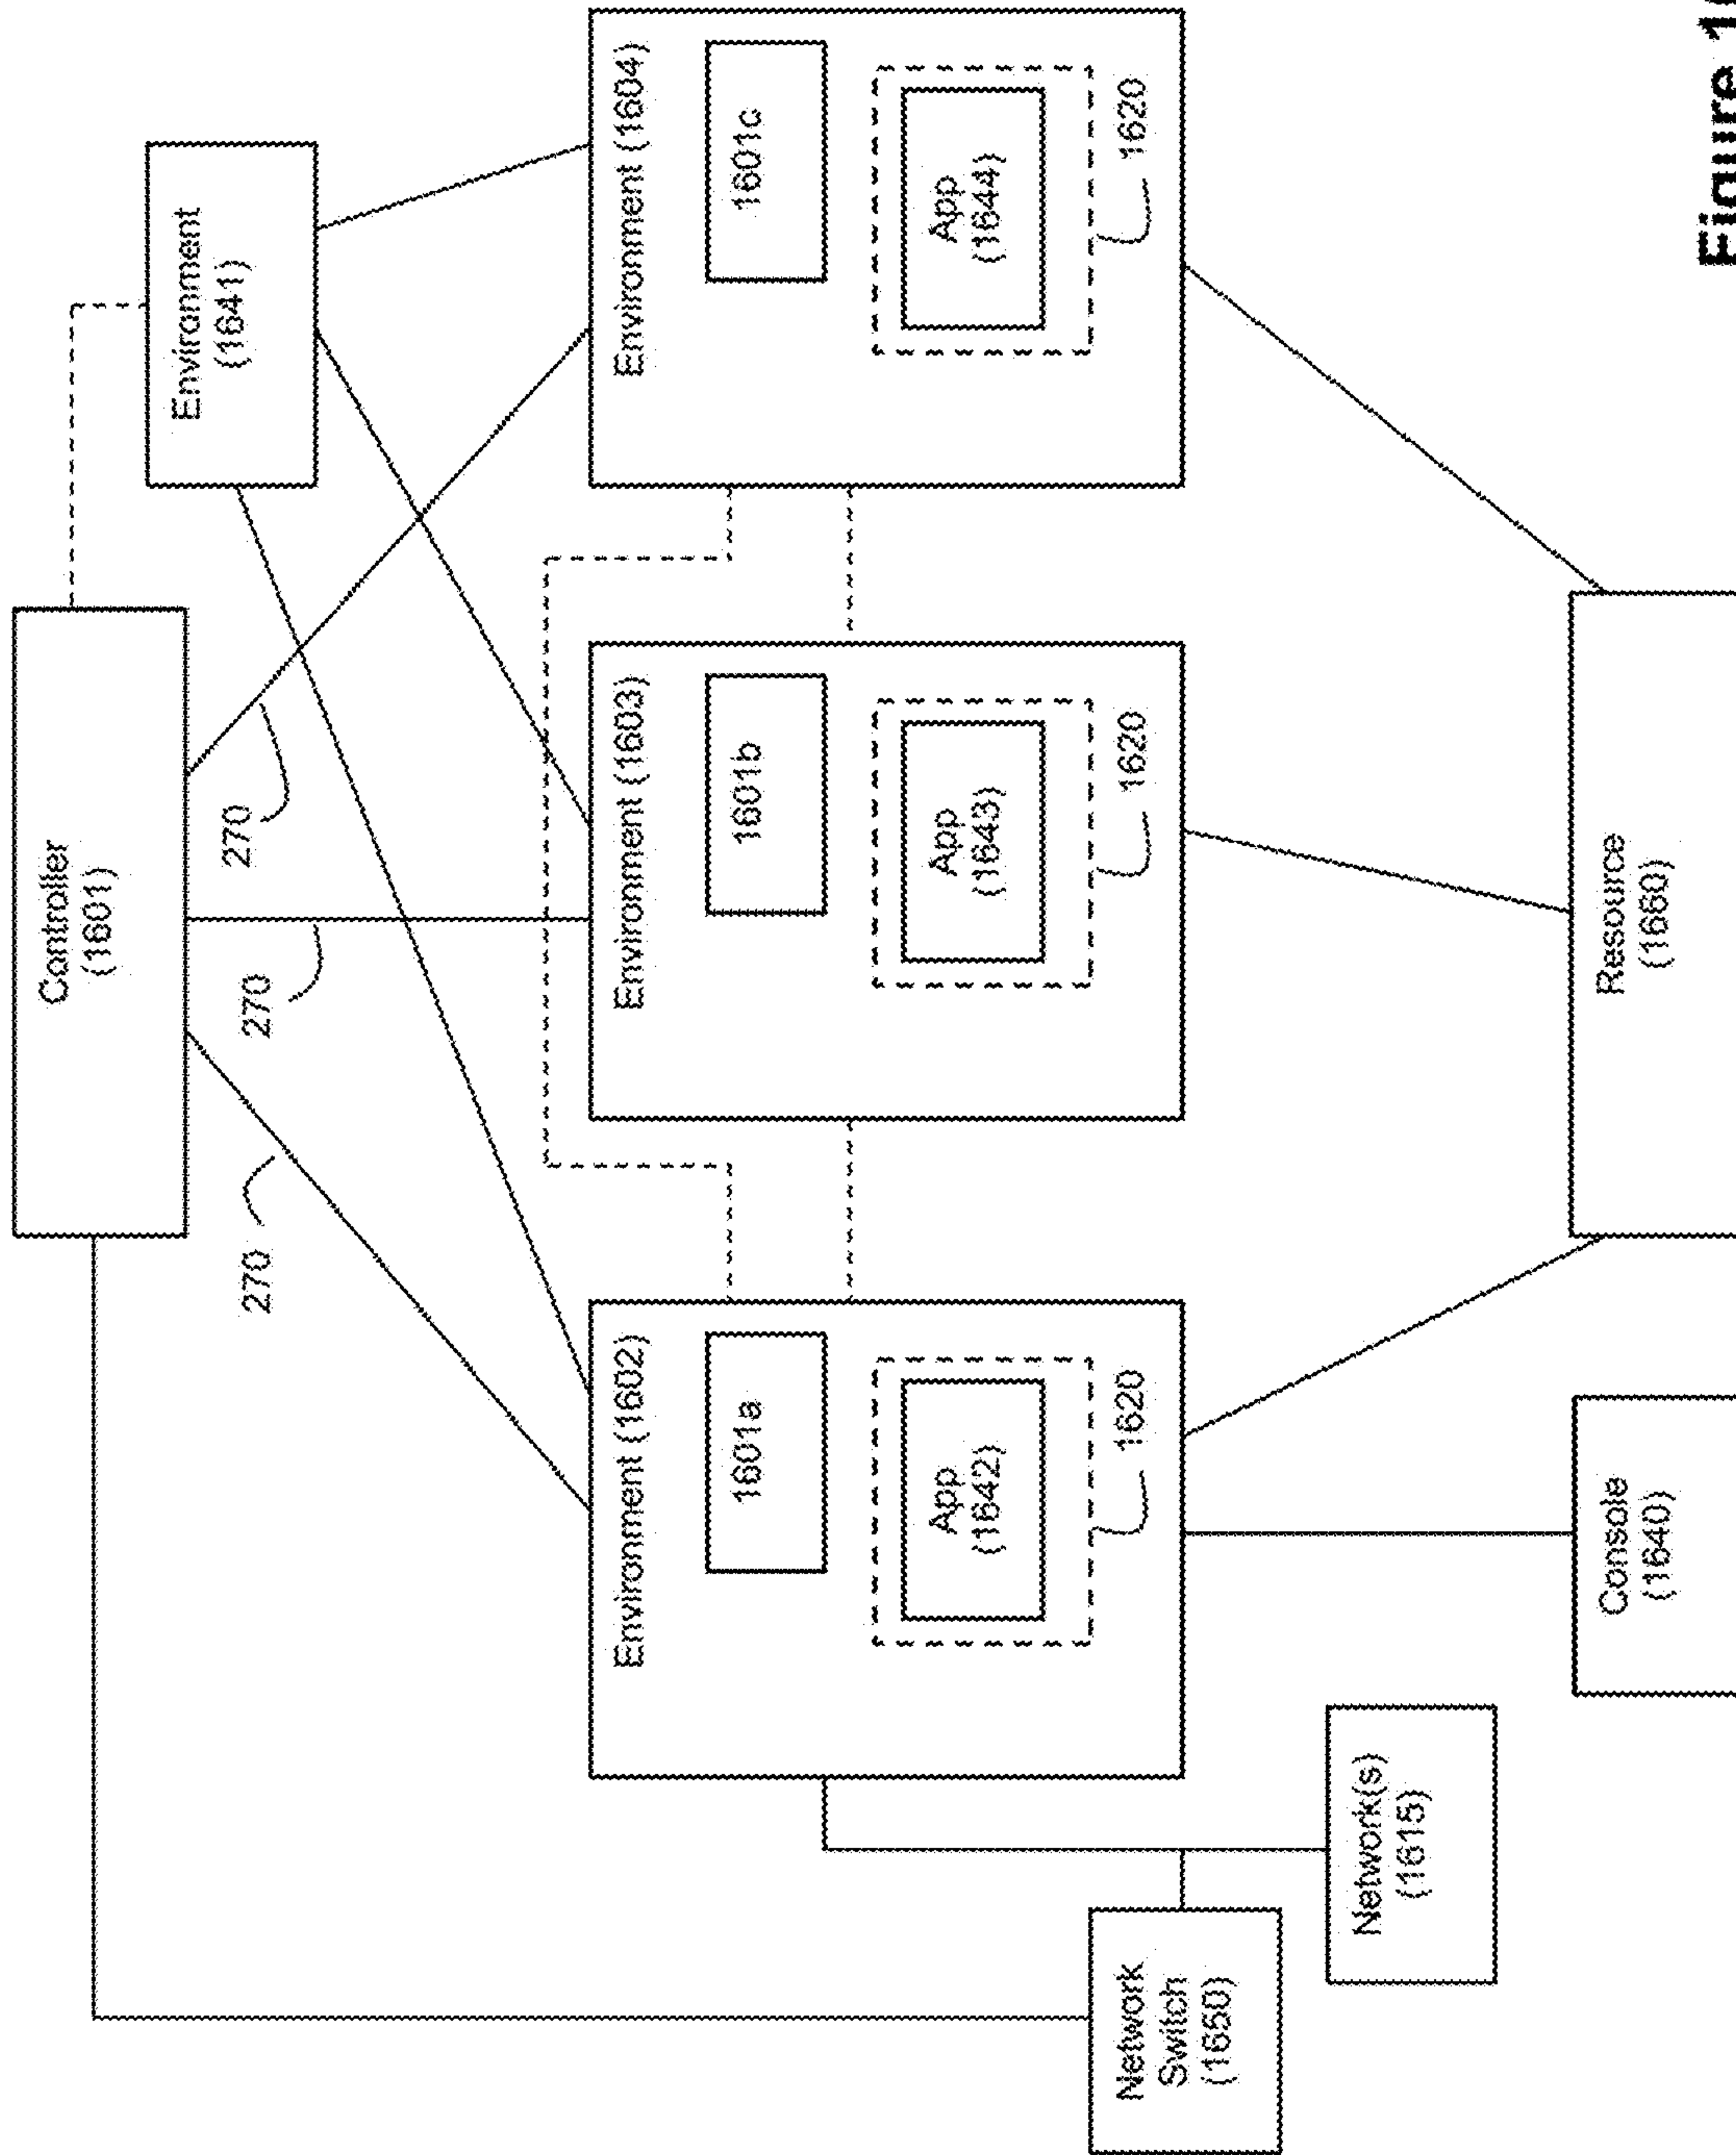 Controller
(1601)
Environment
(1641)
270
270
270
Environment (1602)
1601a
App
(1642)
1620
Environment (1603)
1601b
App
(1643)
1620
Environment (1604)
1601c
App
(1644)
1620
Network
Switch
(1650)
Network(s)
(1615)
Console
(1640)
Resource
(1660)
Figure